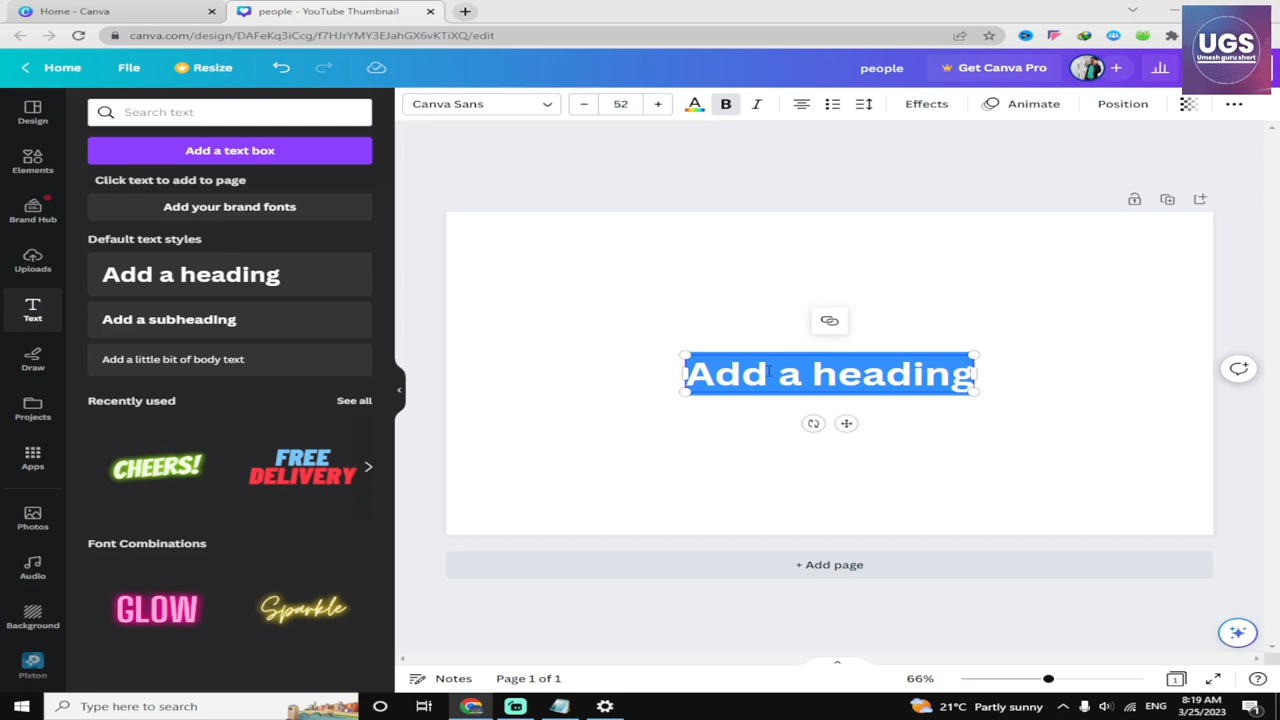 Home - Canva
people - YouTube Thumbnail
canva.com/design/DAFeKq3iCcg/f7HJrYMY3EJahGX6vKTiXQ/edit
UGS
Umesh guru short
Home
File
Resize
people
Get Canva Pro
Canva Sans
52
A
B
I
Effects
Animate
Position
Design
Elements
Brand Hub
Uploads
Text
Draw
Projects
Apps
Photos
Audio
Background
Pixton
Search text
Add a text box
Click text to add to page
Add your brand fonts
Default text styles
Add a heading
Add a subheading
Add a little bit of body text
Recently used
See all
CHEERS!
FREE
DELIVERY
Font Combinations
GLOW
Sparkle
Add a heading
+ Add page
Notes
Page 1 of 1
66%
1
Type here to search
21°C Partly sunny
ENG
8:19 AM
3/25/2023